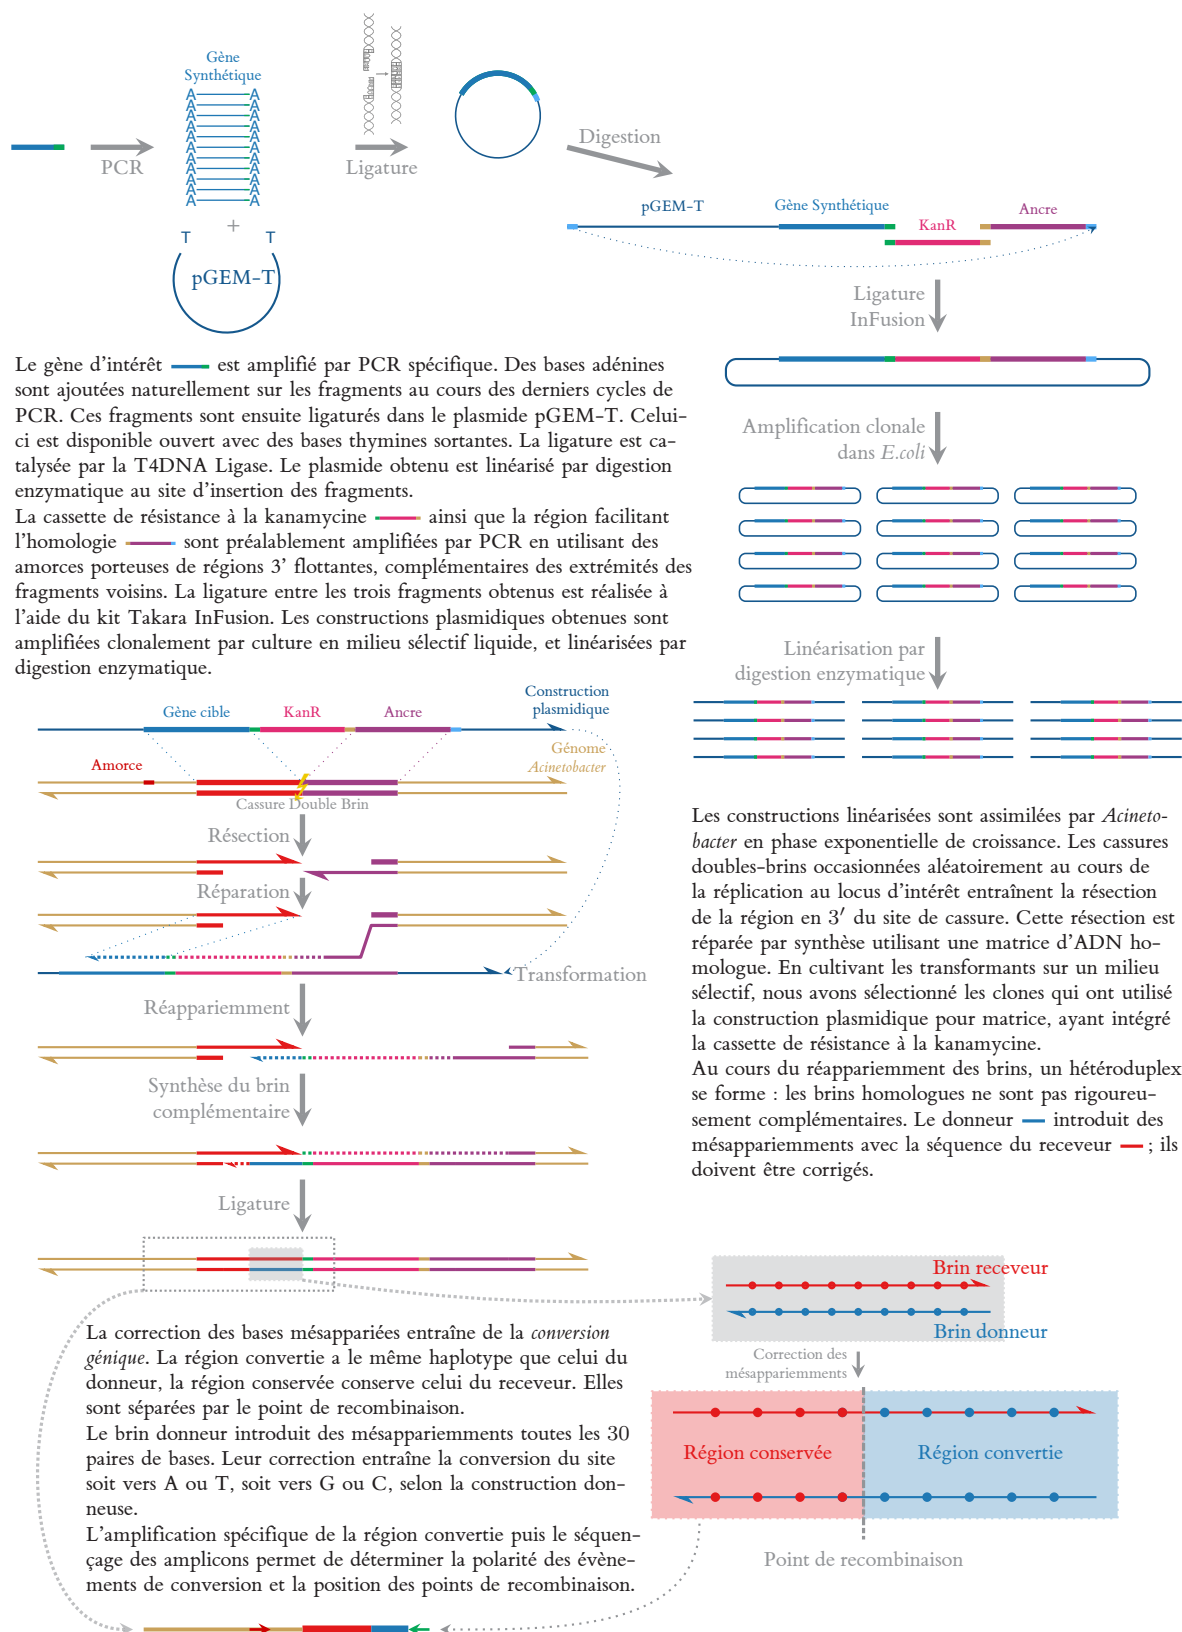 Gène
Synthétique
A A
A A
A A
A A
A A
A A
A A
A A
A A
A A
A A
PCR
Ligature
+
T T
pGEM-T
Digestion
pGEM-T
Gène Synthétique
KanR
Ancre
Ligature
InFusion
Amplification clonale
dans E.coli
Linéarisation par
digestion enzymatique
Le gène d'intérêt est amplifié par PCR spécifique. Des bases adénines
sont ajoutées naturellement sur les fragments au cours des derniers cycles de
PCR. Ces fragments sont ensuite ligaturés dans le plasmide pGEM-T. Celui-
ci est disponible ouvert avec des bases thymines sortantes. La ligature est ca-
talysée par la T4DNA Ligase. Le plasmide obtenu est linéarisé par digestion
enzymatique au site d'insertion des fragments.
La cassette de résistance à la kanamycine ainsi que la région facilitant
l'homologie sont préalablement amplifiées par PCR en utilisant des
amorces porteuses de régions 3' flottantes, complémentaires des extrémités des
fragments voisins. La ligature entre les trois fragments obtenus est réalisée à
l'aide du kit Takara InFusion. Les constructions plasmidiques obtenues sont
amplifiées clonalement par culture en milieu sélectif liquide, et linéarisées par
digestion enzymatique.
Gène cible
KanR
Ancre
Construction
plasmidique
Génome
Acinetobacter
Amorce
Cassure Double Brin
Résection
Réparation
Transformation
Réappariemment
Synthèse du brin
complémentaire
Ligature
Les constructions linéarisées sont assimilées par Acineto-
bacter en phase exponentielle de croissance. Les cassures
doubles-brins occasionnées aléatoirement au cours de
la réplication au locus d'intérêt entraînent la résection
de la région en 3′ du site de cassure. Cette résection est
réparée par synthèse utilisant une matrice d'ADN ho-
mologue. En cultivant les transformants sur un milieu
sélectif, nous avons sélectionné les clones qui ont utilisé
la construction plasmidique pour matrice, ayant intégré
la cassette de résistance à la kanamycine.
Au cours du réappariemment des brins, un hétéroduplex
se forme : les brins homologues ne sont pas rigoureu-
sement complémentaires. Le donneur introduit des
mésappariemments avec la séquence du receveur ; ils
doivent être corrigés.
Brin receveur
Brin donneur
Correction des
mésappariemments
Région conservée
Région convertie
Point de recombinaison
La correction des bases mésappariées entraîne de la conversion
génique. La région convertie a le même haplotype que celui du
donneur, la région conservée conserve celui du receveur. Elles
sont séparées par le point de recombinaison.
Le brin donneur introduit des mésappariemments toutes les 30
paires de bases. Leur correction entraîne la conversion du site
soit vers A ou T, soit vers G ou C, selon la construction don-
neuse.
L'amplification spécifique de la région convertie puis le séquen-
çage des amplicons permet de déterminer la polarité des évène-
ments de conversion et la position des points de recombinaison.